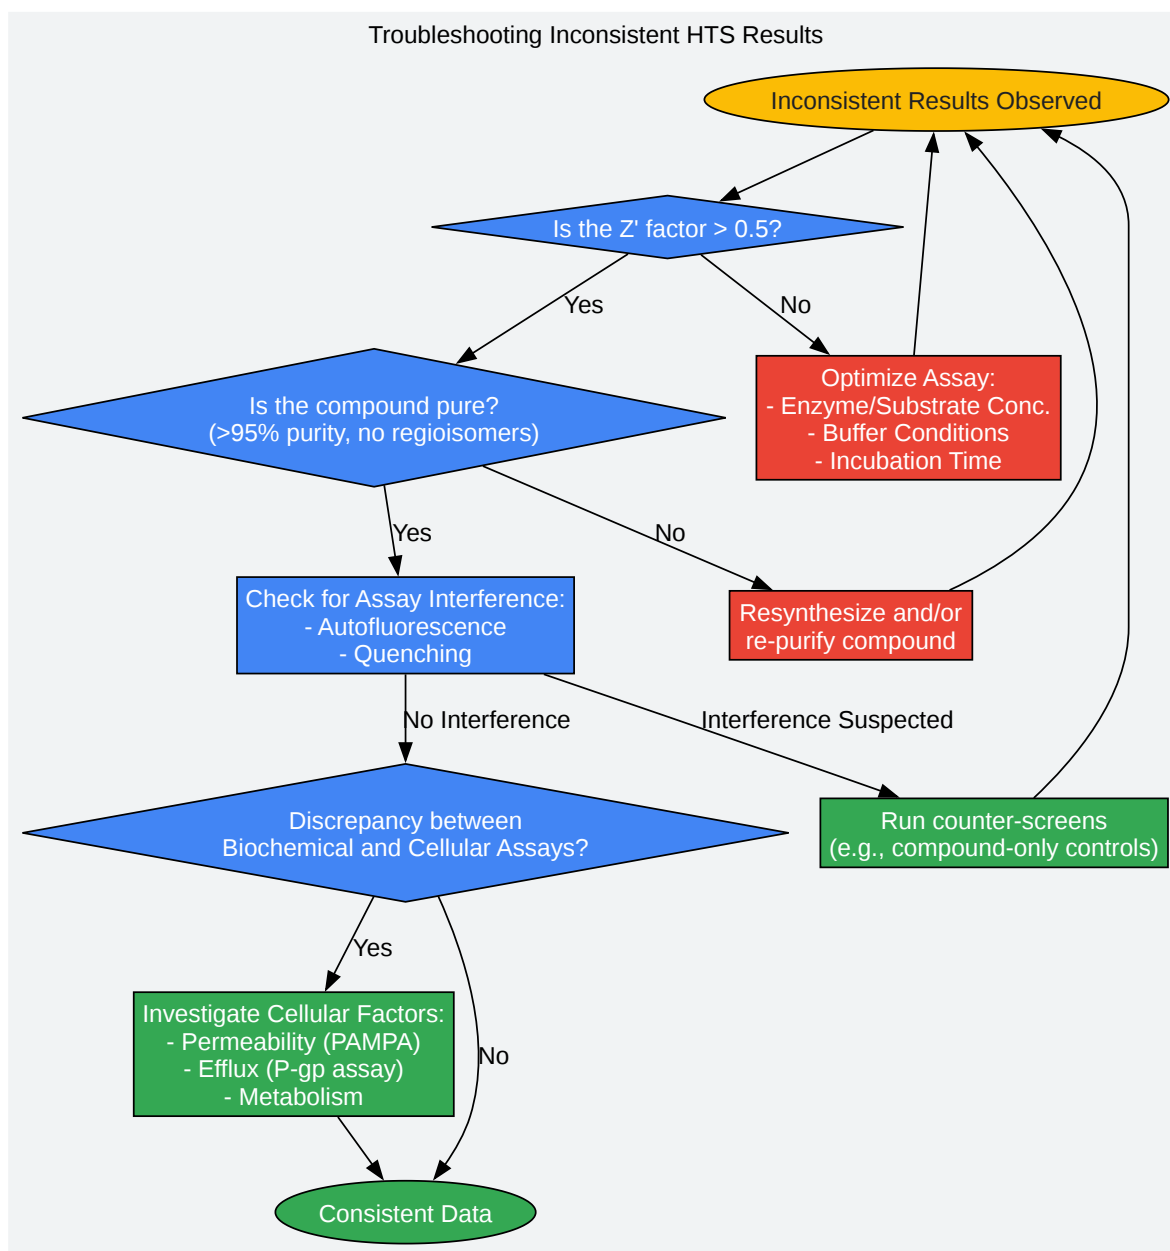 Troubleshooting Inconsistent HTS Results
Inconsistent Results Observed
Is the Z' factor > 0.5?
Yes
No
Is the compound pure?
(>95% purity, no regioisomers)
Optimize Assay:
- Enzyme/Substrate Conc.
- Buffer Conditions
- Incubation Time
Yes
No
Check for Assay Interference:
- Autofluorescence
- Quenching
Resynthesize and/or
re-purify compound
No Interference
Interference Suspected
Discrepancy between
Biochemical and Cellular Assays?
Run counter-screens
(e.g., compound-only controls)
Yes
Investigate Cellular Factors:
- Permeability (PAMPA)
- Efflux (P-gp assay)
- Metabolism
No
Consistent Data